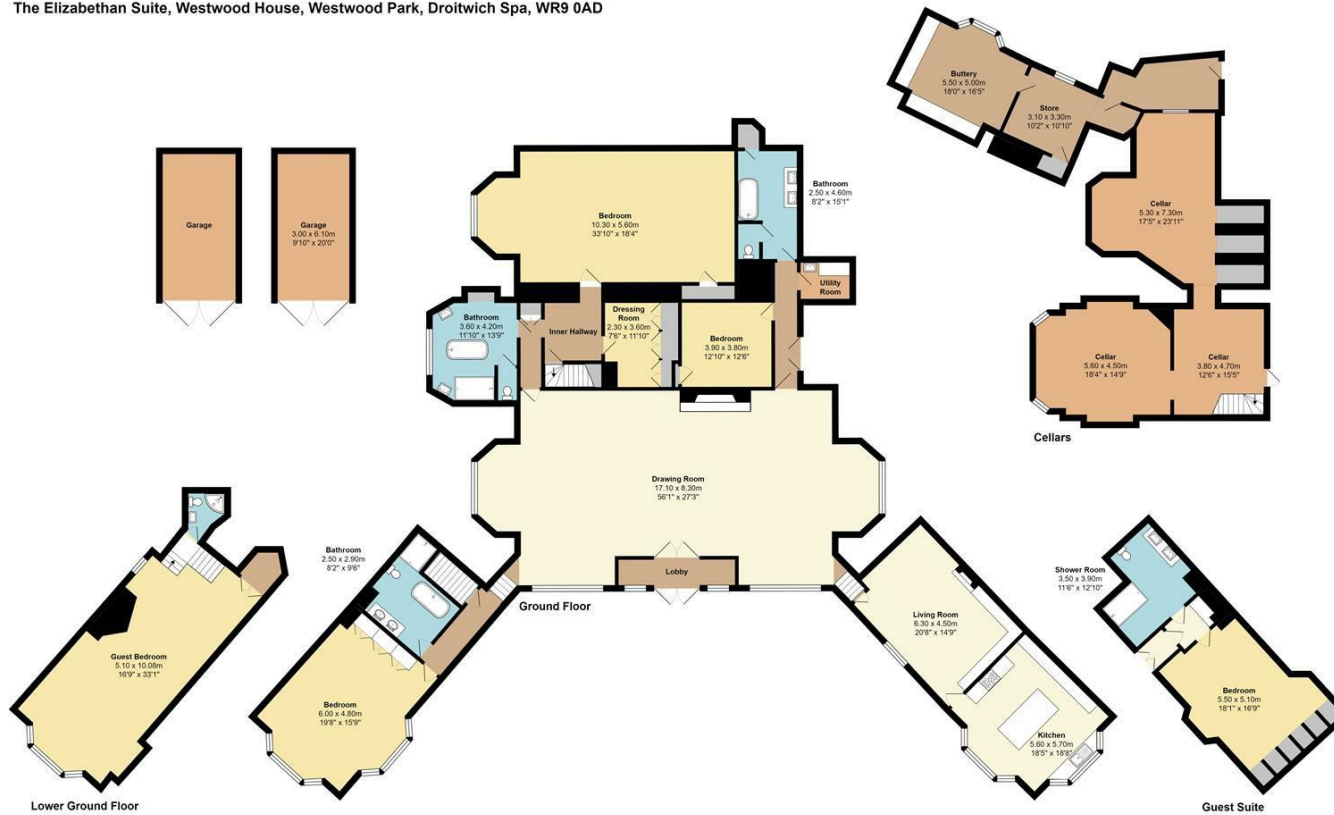 The Elizabethan Suite, Westwood House, Westwood Park, Droitwich Spa, WR9 0AD
Garage
Garage
3.00 x 6.10m
9'10" x 20'0"
Bedroom
10.30 x 5.60m
33'10" x 18'4"
Bathroom
2.50 x 4.60m
8'2" x 15'1"
Utility
Room
Bathroom
3.60 x 4.20m
11'10" x 13'9"
Inner Hallway
Dressing
Room
2.30 x 3.60m
7'6" x 11'10"
Bedroom
3.90 x 3.80m
12'10" x 12'6"
Drawing Room
17.10 x 8.30m
56'1" x 27'3"
Lobby
Ground Floor
Buttery
5.50 x 5.00m
18'0" x 16'5"
Store
3.10 x 3.30m
10'2" x 10'10"
Cellar
5.30 x 7.30m
17'5" x 23'11"
Cellar
5.60 x 4.50m
18'4" x 14'9"
Cellar
3.80 x 4.70m
12'6" x 15'5"
Cellars
Guest Bedroom
5.10 x 10.08m
16'9" x 33'1"
Lower Ground Floor
Bathroom
2.50 x 2.90m
8'2" x 9'6"
Bedroom
6.00 x 4.80m
19'8" x 15'9"
Living Room
6.30 x 4.50m
20'8" x 14'9"
Kitchen
5.60 x 5.70m
18'5" x 18'8"
Shower Room
3.50 x 3.90m
11'6" x 12'10"
Bedroom
5.50 x 5.10m
18'1" x 16'9"
Guest Suite